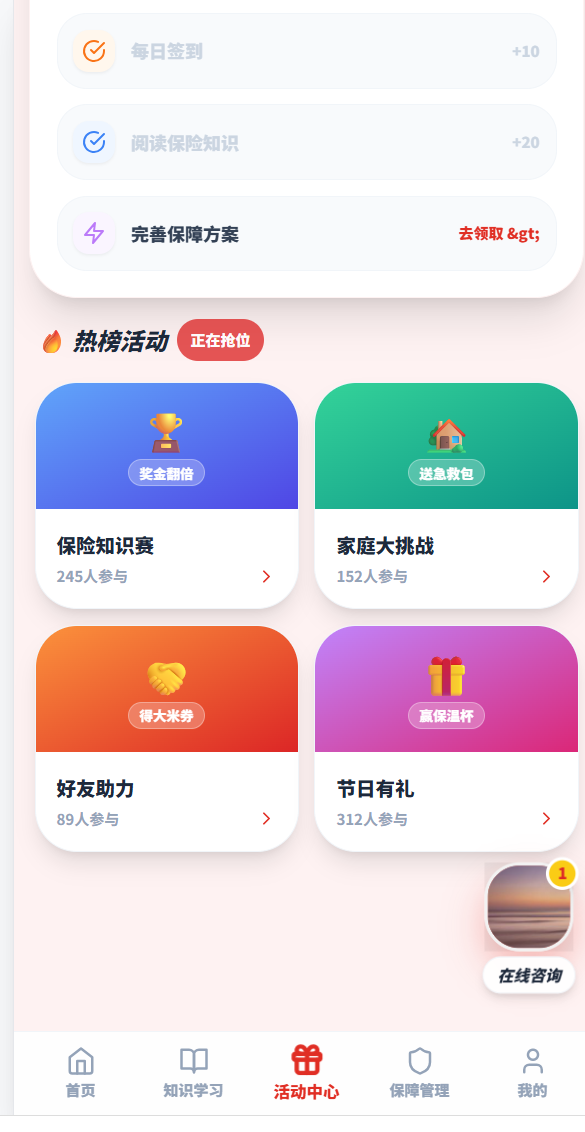 每日签到 +10
阅读保险知识 +20
完善保障方案 去领取 &gt;
热榜活动 正在抢位
奖金翻倍
送急救包
保险知识赛
家庭大挑战
245人参与
152人参与
得大米券
赢保温杯
好友助力
节日有礼
89人参与
312人参与
1
在线咨询
首页 知识学习 活动中心 保障管理 我的